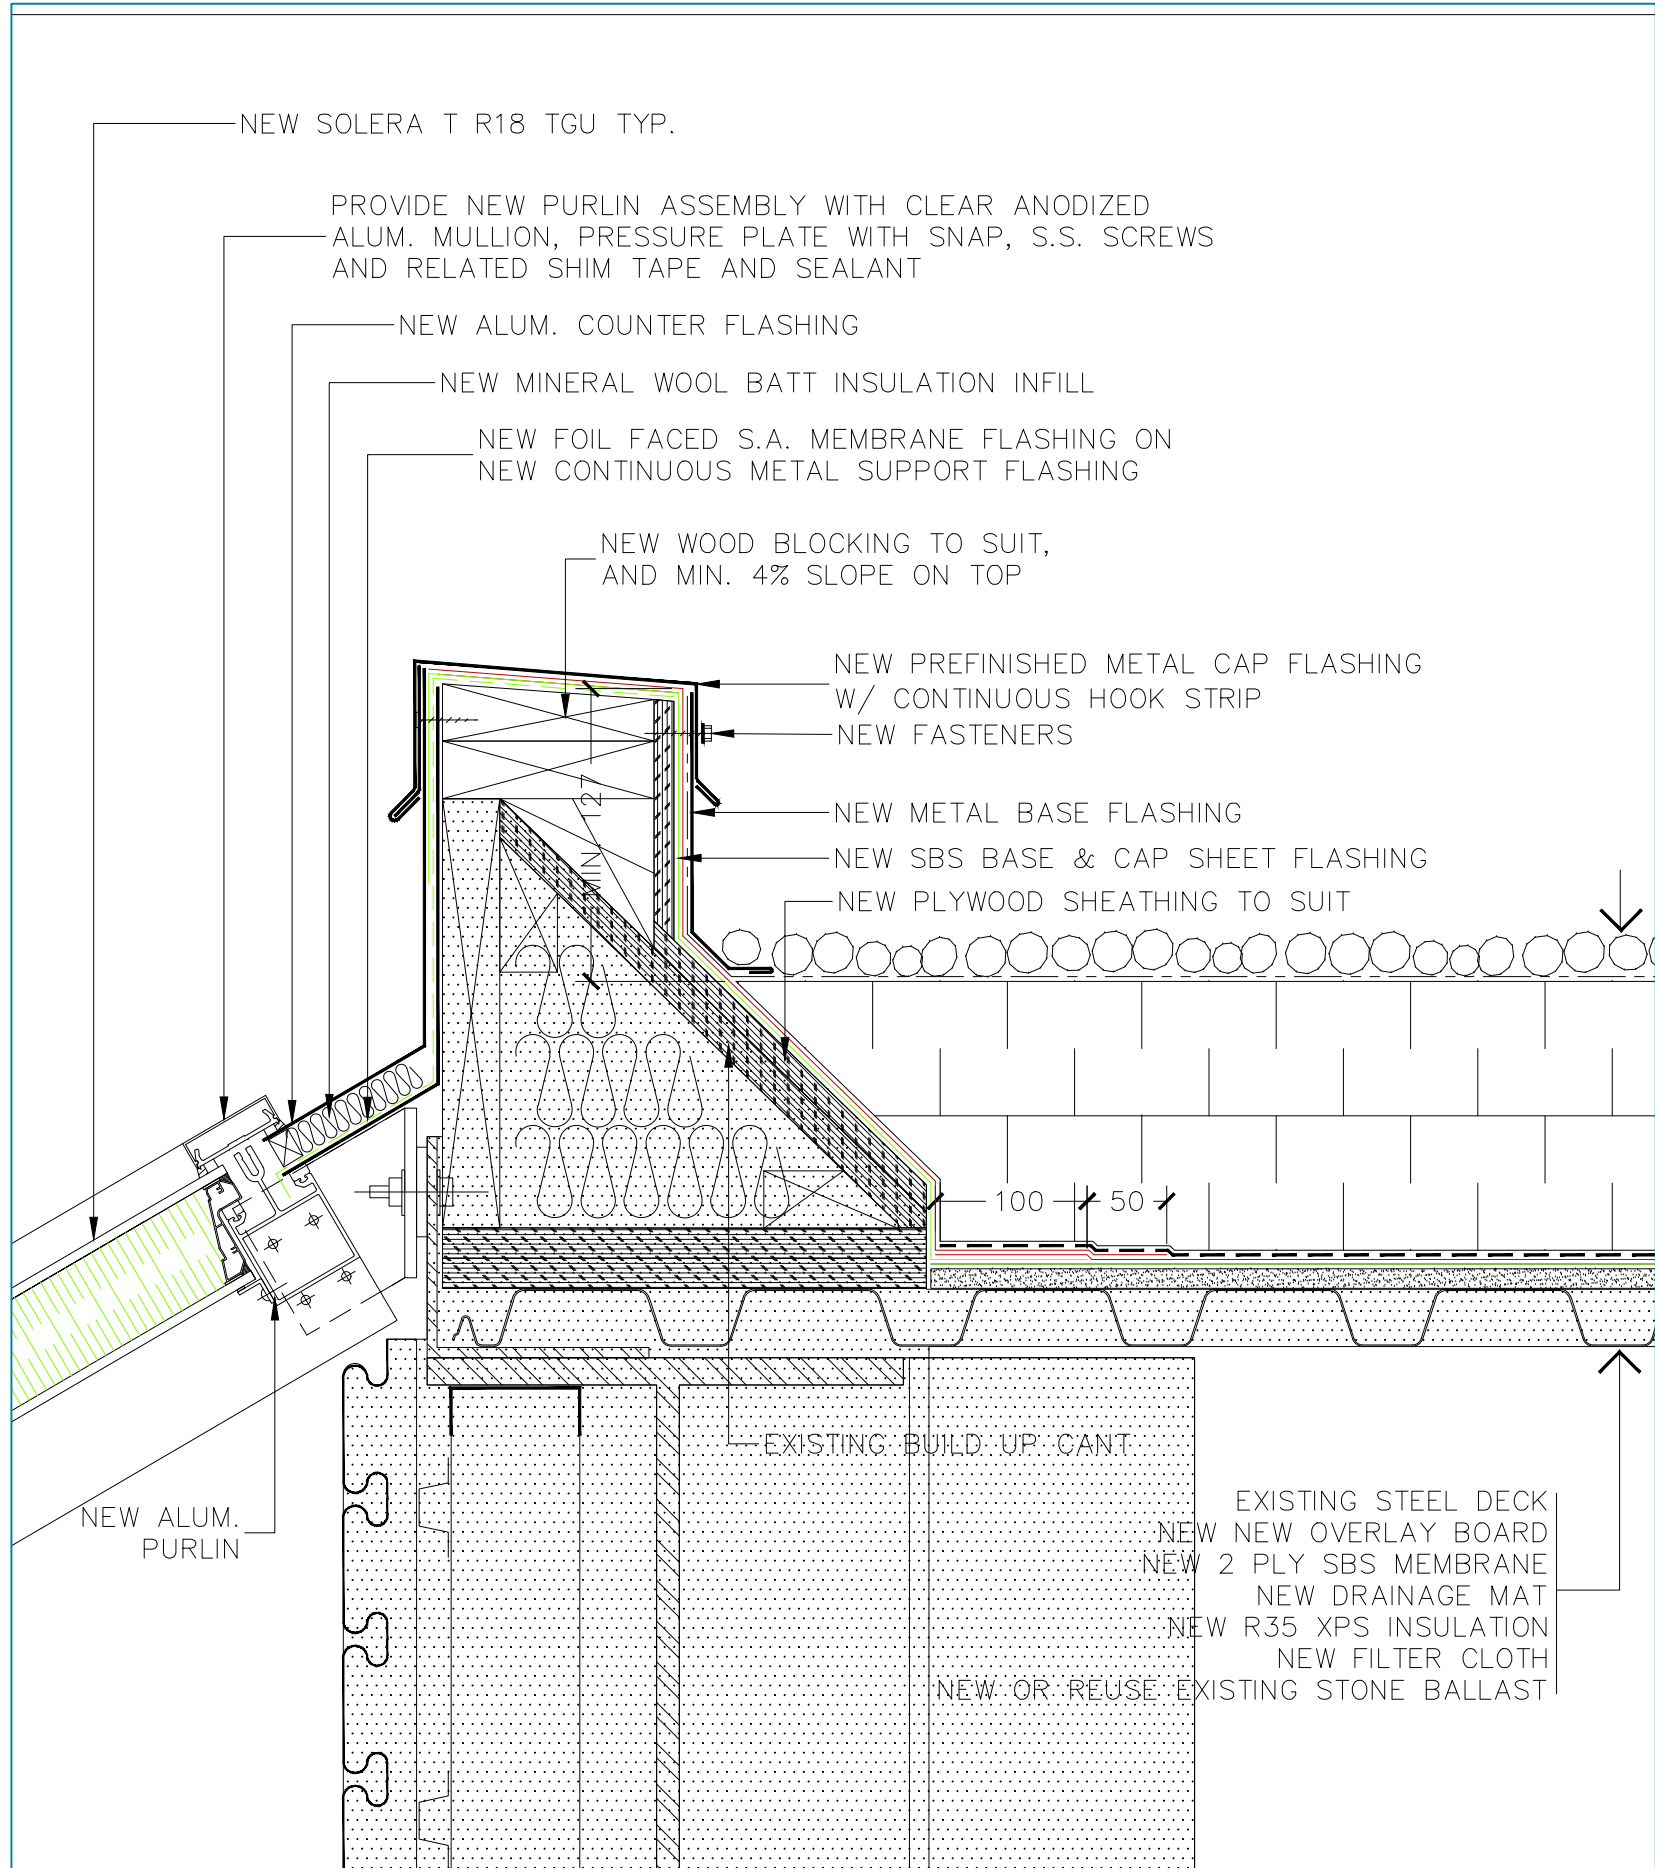 NEW SOLERA T R18 TGU TYP.
PROVIDE NEW PURLIN ASSEMBLY WITH CLEAR ANODIZED
ALUM. MULLION, PRESSURE PLATE WITH SNAP, S.S. SCREWS
AND RELATED SHIM TAPE AND SEALANT
NEW ALUM. COUNTER FLASHING
NEW MINERAL WOOL BATT INSULATION INFILL
NEW FOIL FACED S.A. MEMBRANE FLASHING ON
NEW CONTINUOUS METAL SUPPORT FLASHING
NEW WOOD BLOCKING TO SUIT,
AND MIN. 4% SLOPE ON TOP
NEW PREFINISHED METAL CAP FLASHING
W/ CONTINUOUS HOOK STRIP
NEW FASTENERS
MIN. 127
NEW METAL BASE FLASHING
NEW SBS BASE & CAP SHEET FLASHING
NEW PLYWOOD SHEATHING TO SUIT
100
50
EXISTING BUILD UP CANT
NEW ALUM.
PURLIN
EXISTING STEEL DECK
NEW NEW OVERLAY BOARD
NEW 2 PLY SBS MEMBRANE
NEW DRAINAGE MAT
NEW R35 XPS INSULATION
NEW FILTER CLOTH
NEW OR REUSE EXISTING STONE BALLAST